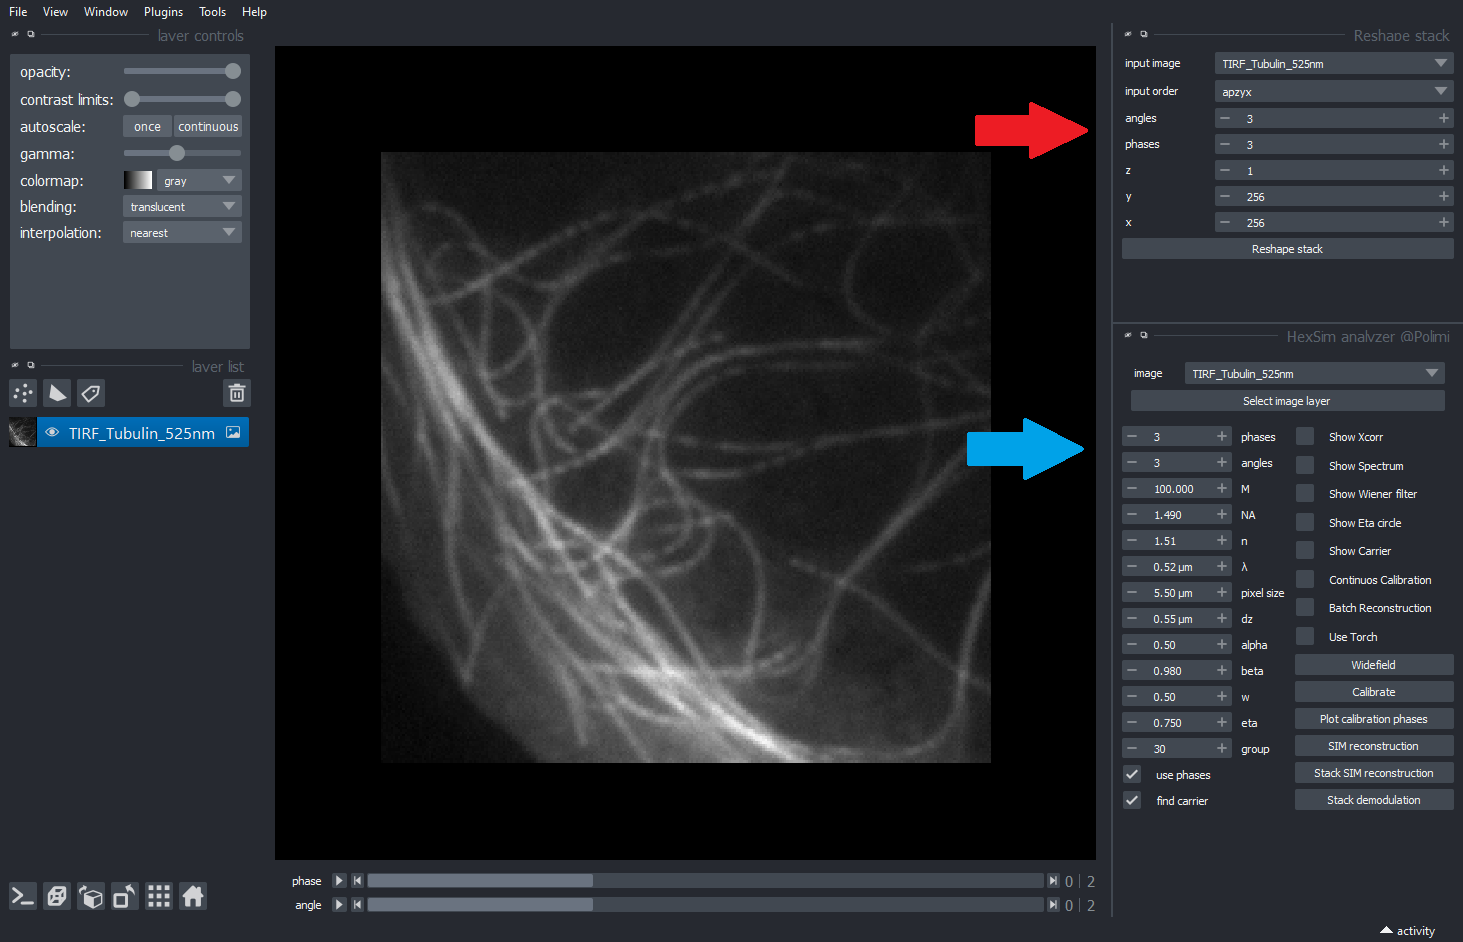 File View Window Plugins Tools Help
layer controls
opacity:
contrast limits:
autoscale: once continuous
gamma:
colormap: gray
blending: translucent
interpolation: nearest
layer list
TIRF_Tubulin_525nm
phase 0 | 2
angle 0 | 2
Reshape stack
input image TIRF_Tubulin_525nm
input order apzyx
angles 3
phases 3
z 1
y 256
x 256
Reshape stack
HexSim analyzer @Polimi
image TIRF_Tubulin_525nm
Select image layer
3 phases
3 angles
100.000 M
1.490 NA
1.51 n
0.52 µm λ
5.50 µm pixel size
0.55 µm dz
0.50 alpha
0.980 beta
0.50 w
0.750 eta
30 group
use phases
find carrier
Show Xcorr
Show Spectrum
Show Wiener filter
Show Eta circle
Show Carrier
Continuos Calibration
Batch Reconstruction
Use Torch
Widefield
Calibrate
Plot calibration phases
SIM reconstruction
Stack SIM reconstruction
Stack demodulation
activity